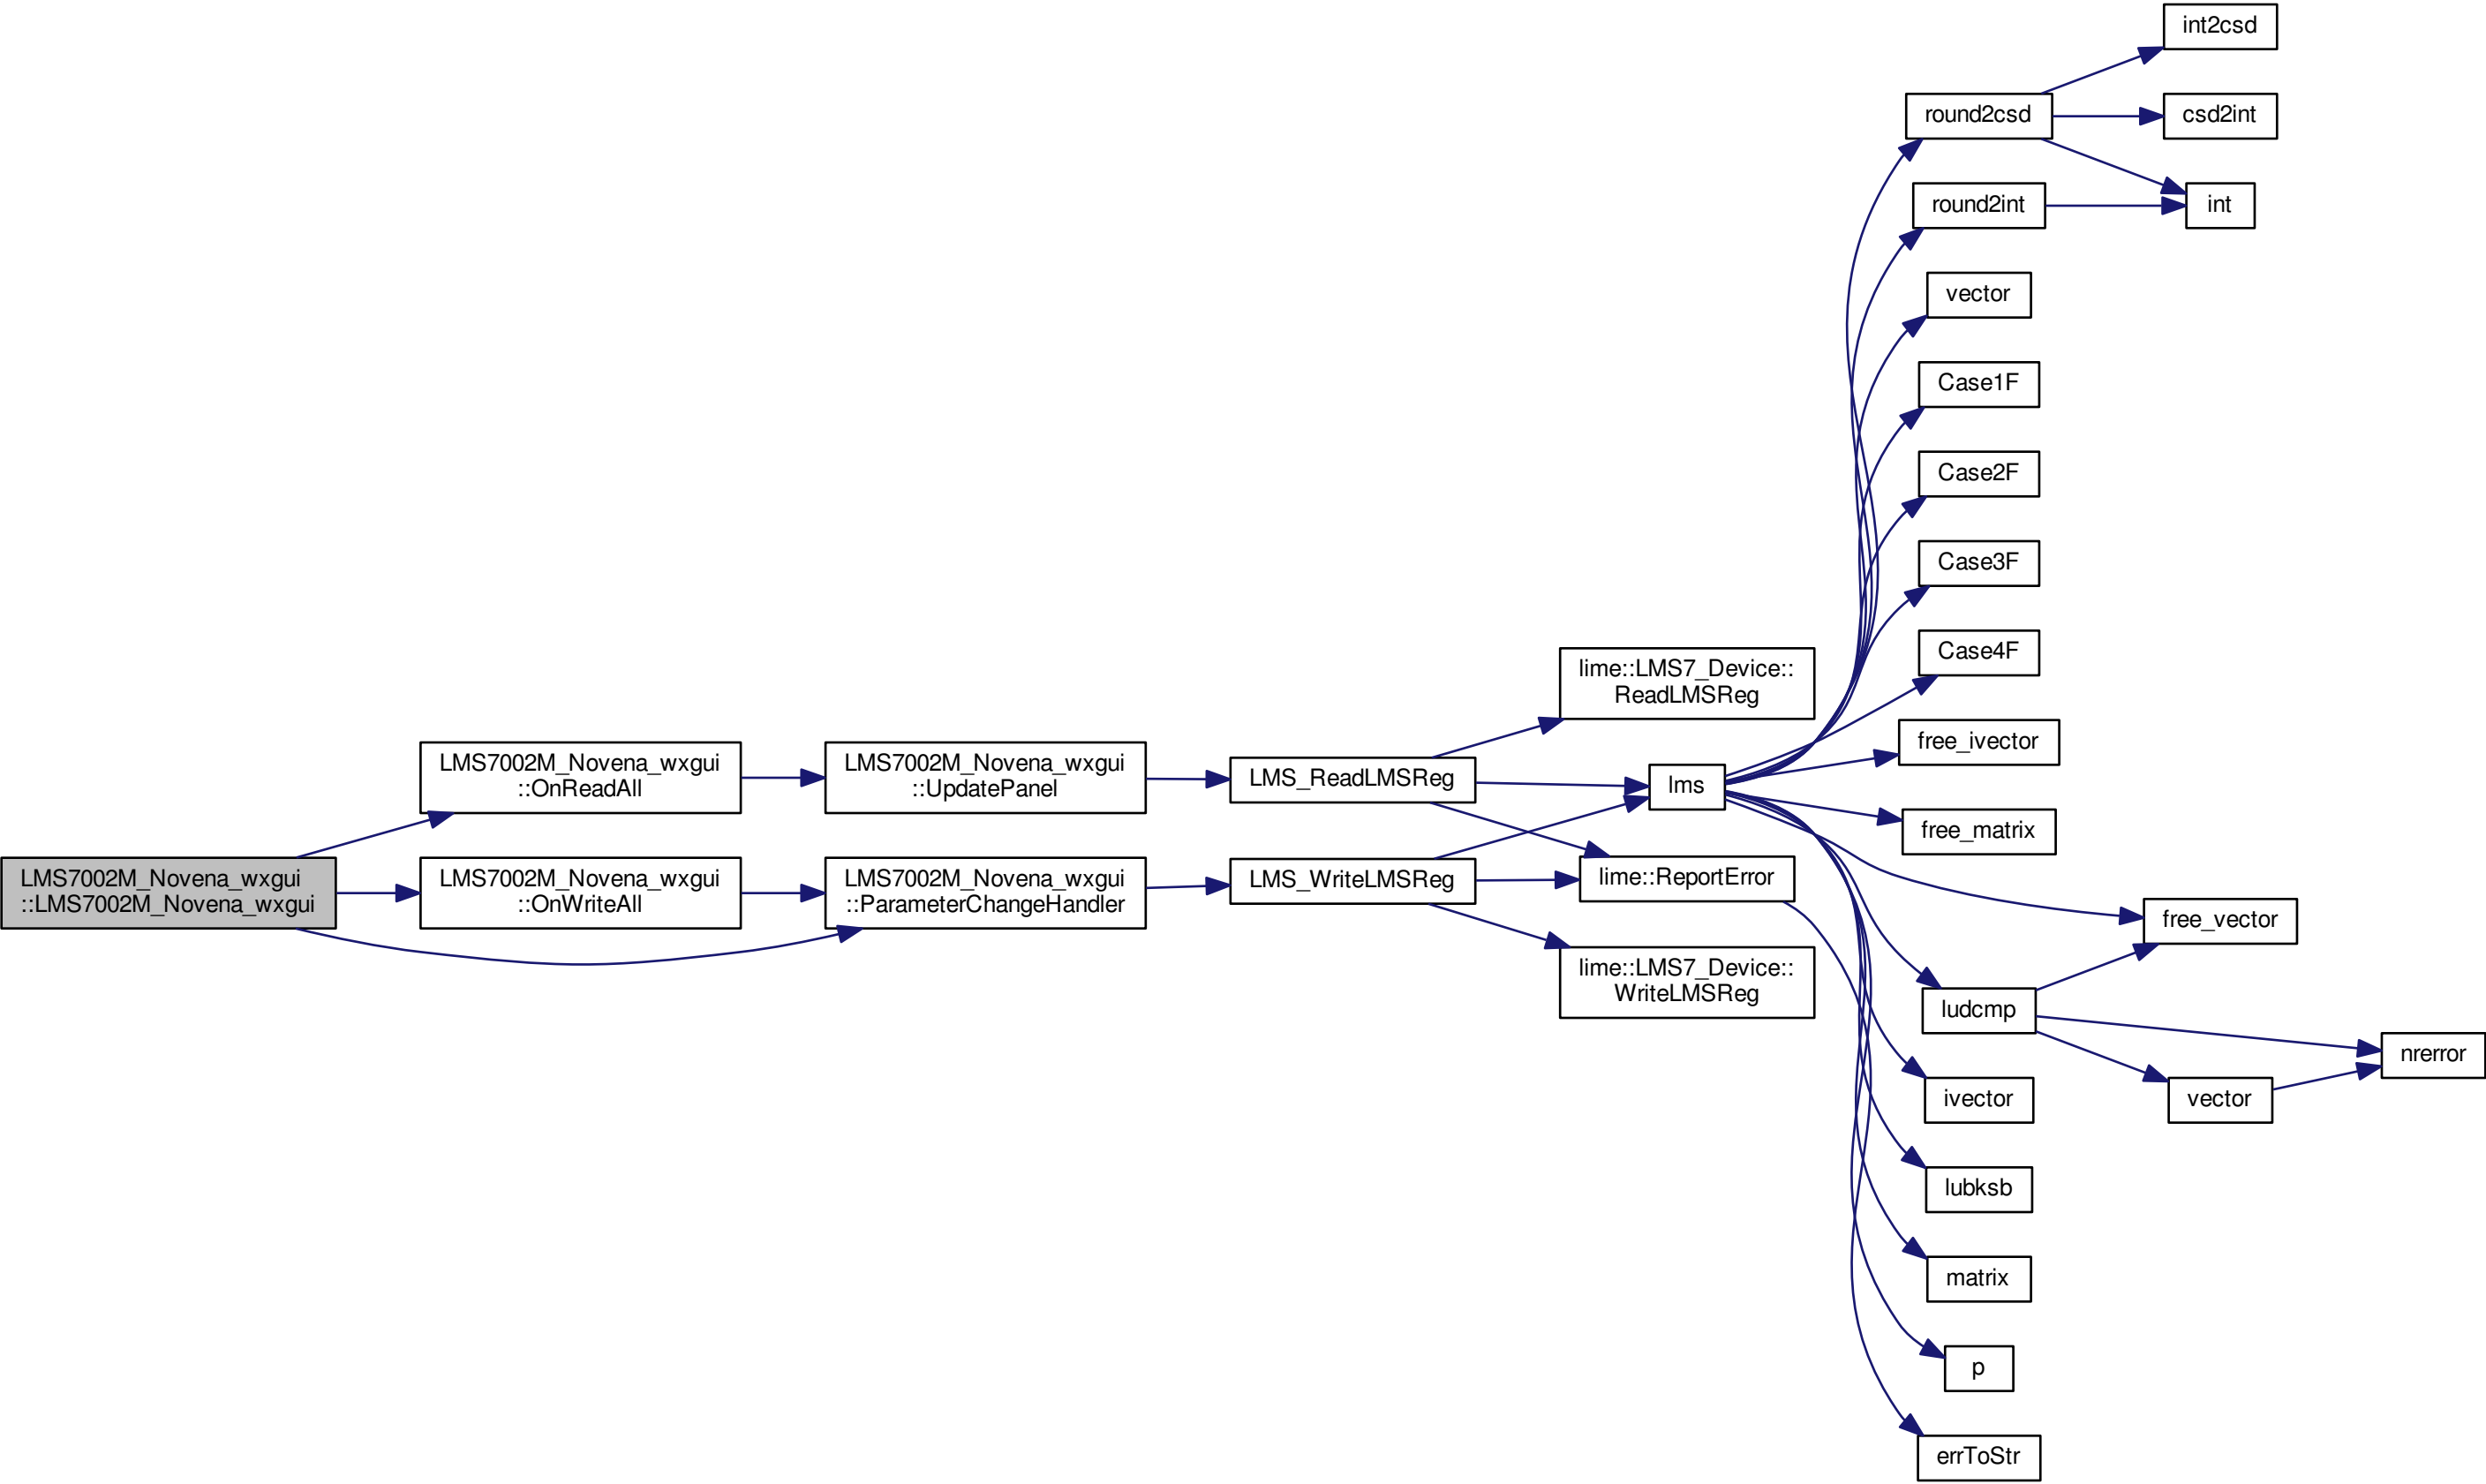 LMS7002M_Novena_wxgui
::LMS7002M_Novena_wxgui
LMS7002M_Novena_wxgui
::OnReadAll
LMS7002M_Novena_wxgui
::OnWriteAll
LMS7002M_Novena_wxgui
::UpdatePanel
LMS7002M_Novena_wxgui
::ParameterChangeHandler
LMS_ReadLMSReg
LMS_WriteLMSReg
lime::LMS7_Device::
ReadLMSReg
lms
lime::ReportError
lime::LMS7_Device::
WriteLMSReg
round2csd
round2int
vector
Case1F
Case2F
Case3F
Case4F
free_ivector
free_matrix
ludcmp
ivector
lubksb
matrix
p
errToStr
int2csd
csd2int
int
free_vector
vector
nrerror